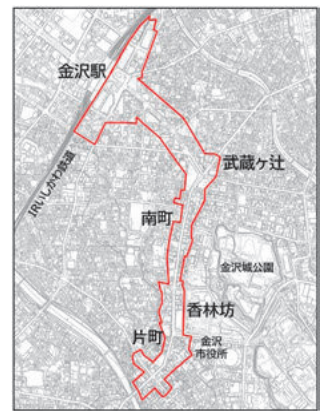 金沢駅
武蔵ヶ辻
JRいしかわ鉄道
南町
金沢城公園
香林坊
片町
金沢
市役所